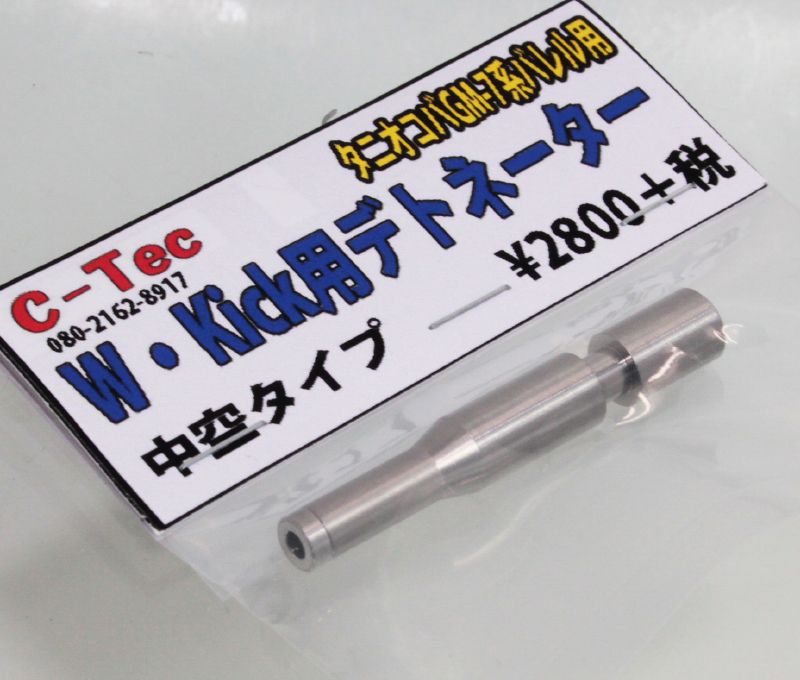 タニオコバGM-7系バレル用
C-Tec
080-2162-8917
W・Kick用デトネーター
中空タイプ
¥2800+税